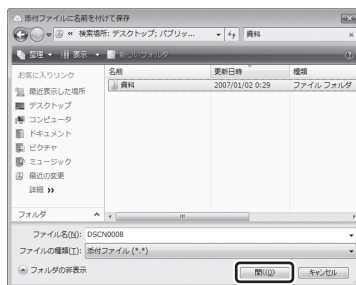 添付ファイルに名前を付けて保存
« 検索場所: デスクトップ; パブリッ...
資料
整理 表示 新しいフォルダ
お気に入りリンク
最近表示した場所
デスクトップ
コンピュータ
ドキュメント
ピクチャ
ミュージック
最近の変更
詳細 »
フォルダ
名前 更新日時 種類
資料 2007/01/02 0:29 ファイル フォルダ
ファイル名(N): DSCN0008
ファイルの種類(T): 添付ファイル (*.*)
フォルダの非表示 開く(O) キャンセル